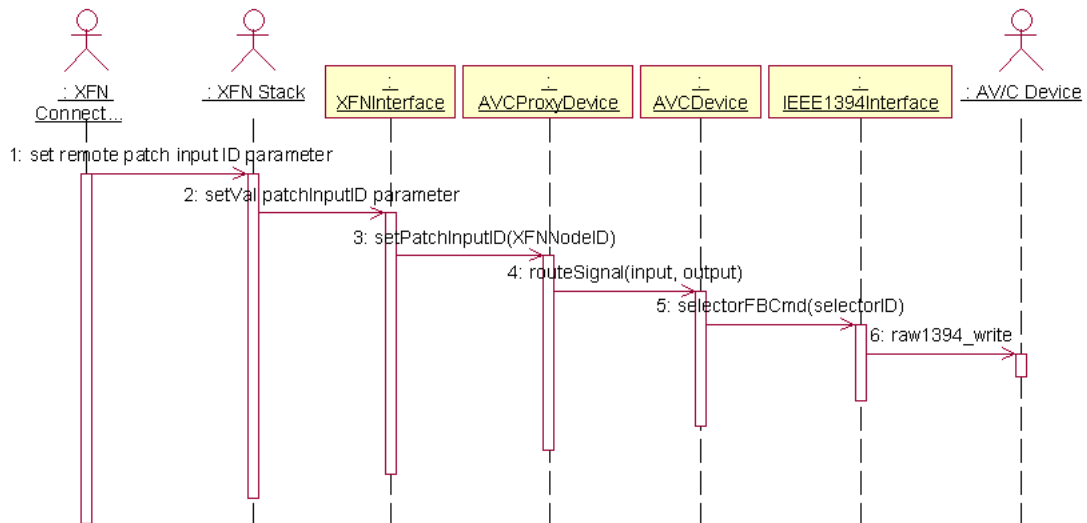 : XFN
Connect...
: XFN Stack
:
XFNInterface
:
AVCProxyDevice
:
AVCDevice
:
IEEE1394Interface
: AV/C Device
1: set remote patch input ID parameter
2: setVal patchInputID parameter
3: setPatchInputID(XFNNodeID)
4: routeSignal(input, output)
5: selectorFBCmd(selectorID)
6: raw1394_write